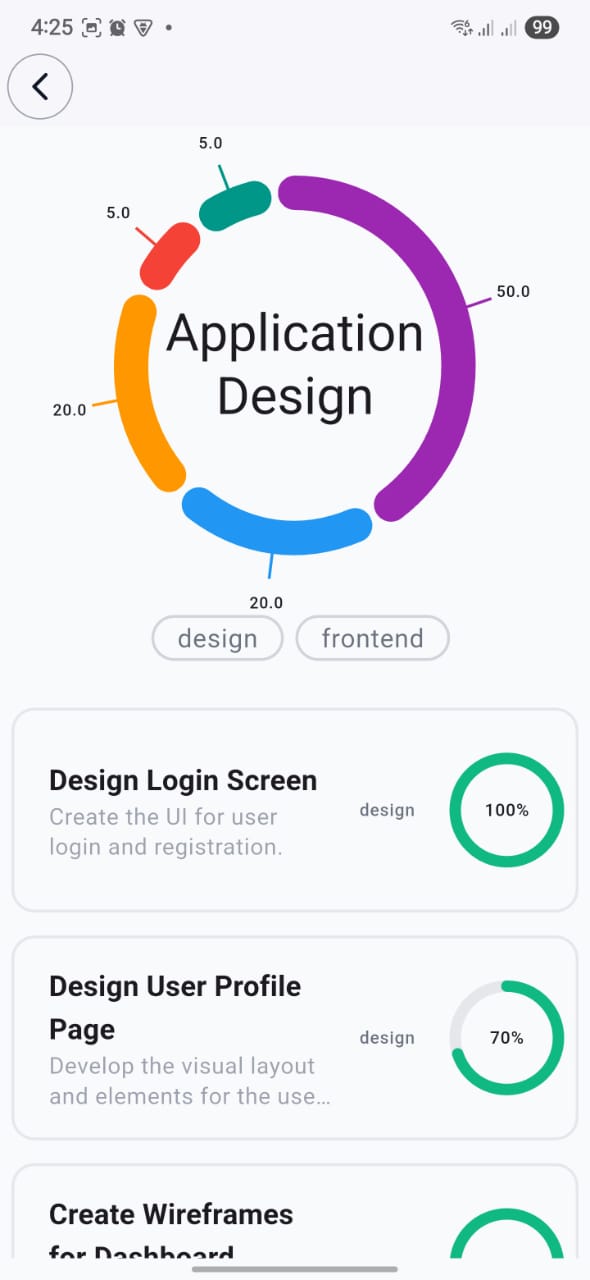 4:25
99
5.0
5.0
50.0
Application
Design
20.0
20.0
design
frontend
Design Login Screen
Create the UI for user
login and registration.
design
100%
Design User Profile
Page
Develop the visual layout
and elements for the use...
design
70%
Create Wireframes
for Dashboard